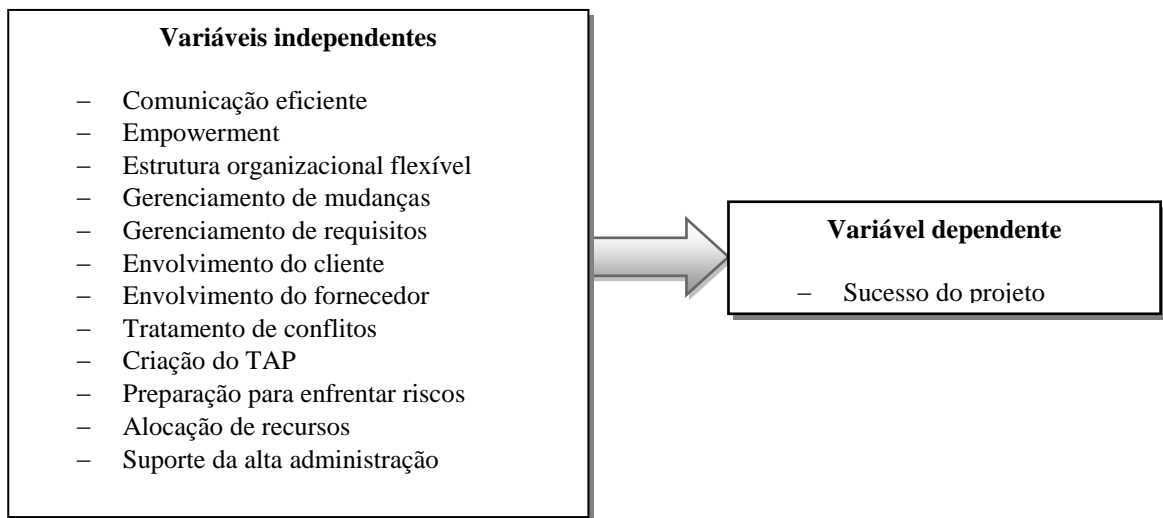 Variáveis independentes
– Comunicação eficiente
– Empowerment
– Estrutura organizacional flexível
– Gerenciamento de mudanças
– Gerenciamento de requisitos
– Envolvimento do cliente
– Envolvimento do fornecedor
– Tratamento de conflitos
– Criação do TAP
– Preparação para enfrentar riscos
– Alocação de recursos
– Suporte da alta administração
Variável dependente
– Sucesso do projeto